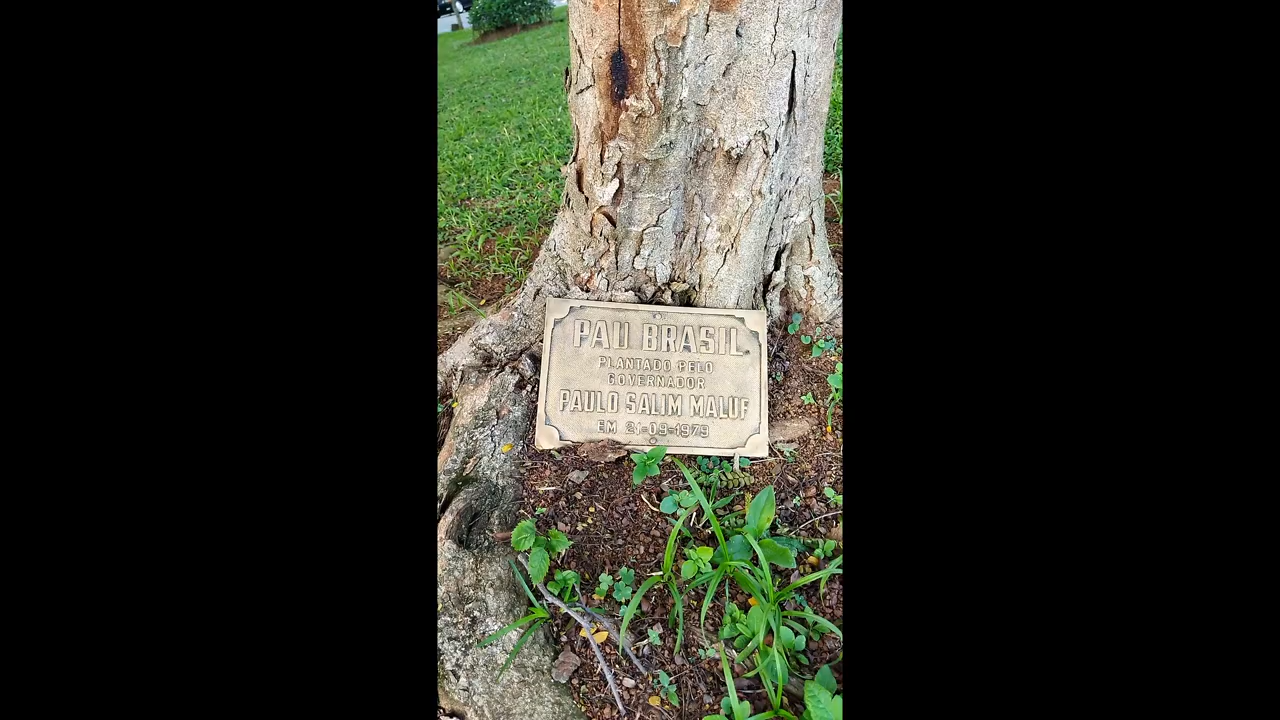 PAU BRASIL
PLANTADO PELO
GOVERNADOR
PAULO SALIM MALUF
EM 21-09-1979